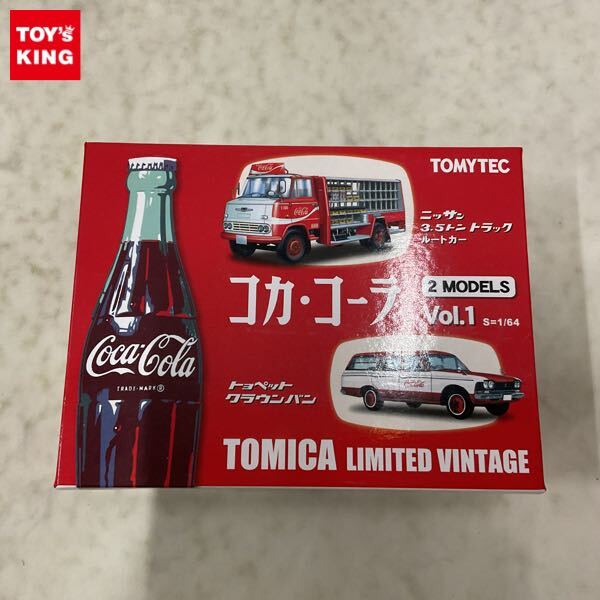 TOY's
KING
TOMYTEC
ニッサン
3.5トントラック
ルートカー
コカ・コーラ
2 MODELS
Vol.1 S=1/64
Coca-Cola
TRADE-MARK®
トヨペット
クラウンバン
TOMICA LIMITED VINTAGE